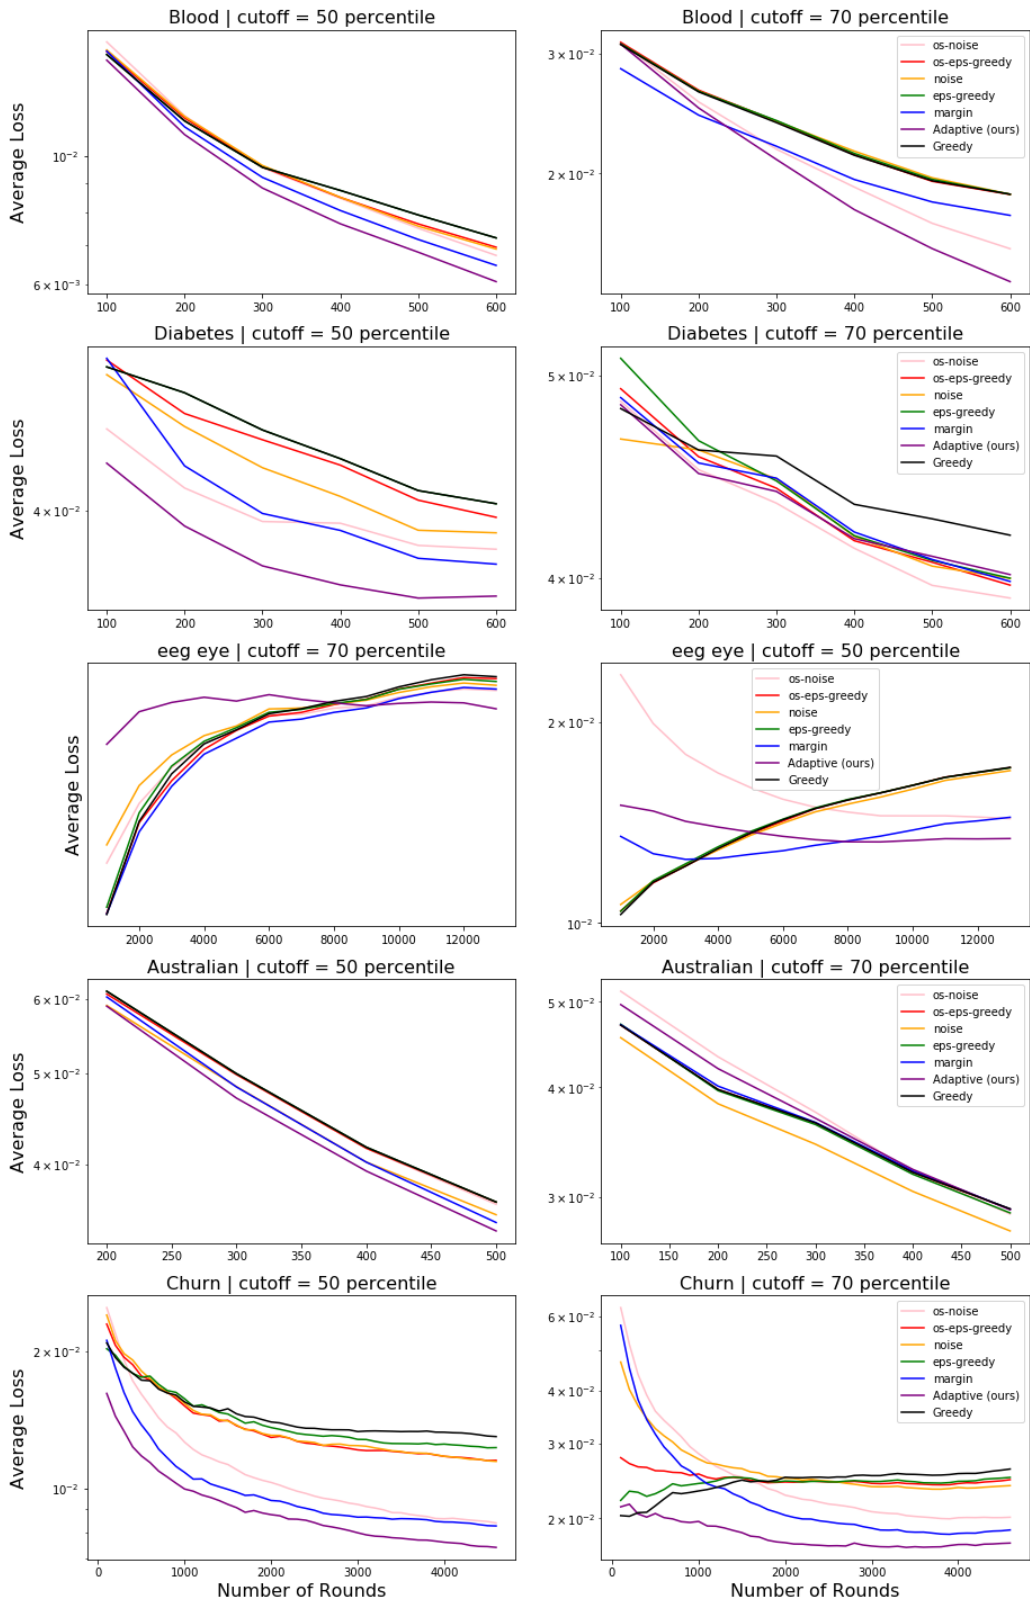 Blood | cutoff = 50 percentile
Average Loss
10⁻²
6 × 10⁻³
100 200 300 400 500 600
Blood | cutoff = 70 percentile
3 × 10⁻²
2 × 10⁻²
os-noise
os-eps-greedy
noise
eps-greedy
margin
Adaptive (ours)
Greedy
100 200 300 400 500 600
Diabetes | cutoff = 50 percentile
Average Loss
4 × 10⁻²
100 200 300 400 500 600
Diabetes | cutoff = 70 percentile
5 × 10⁻²
4 × 10⁻²
os-noise
os-eps-greedy
noise
eps-greedy
margin
Adaptive (ours)
Greedy
100 200 300 400 500 600
eeg eye | cutoff = 70 percentile
Average Loss
2000 4000 6000 8000 10000 12000
eeg eye | cutoff = 50 percentile
2 × 10⁻²
10⁻²
os-noise
os-eps-greedy
noise
eps-greedy
margin
Adaptive (ours)
Greedy
2000 4000 6000 8000 10000 12000
Australian | cutoff = 50 percentile
Average Loss
6 × 10⁻²
5 × 10⁻²
4 × 10⁻²
200 250 300 350 400 450 500
Australian | cutoff = 70 percentile
5 × 10⁻²
4 × 10⁻²
3 × 10⁻²
os-noise
os-eps-greedy
noise
eps-greedy
margin
Adaptive (ours)
Greedy
100 150 200 250 300 350 400 450 500
Churn | cutoff = 50 percentile
Average Loss
2 × 10⁻²
10⁻²
0 1000 2000 3000 4000
Number of Rounds
Churn | cutoff = 70 percentile
6 × 10⁻²
4 × 10⁻²
3 × 10⁻²
2 × 10⁻²
os-noise
os-eps-greedy
noise
eps-greedy
margin
Adaptive (ours)
Greedy
0 1000 2000 3000 4000
Number of Rounds